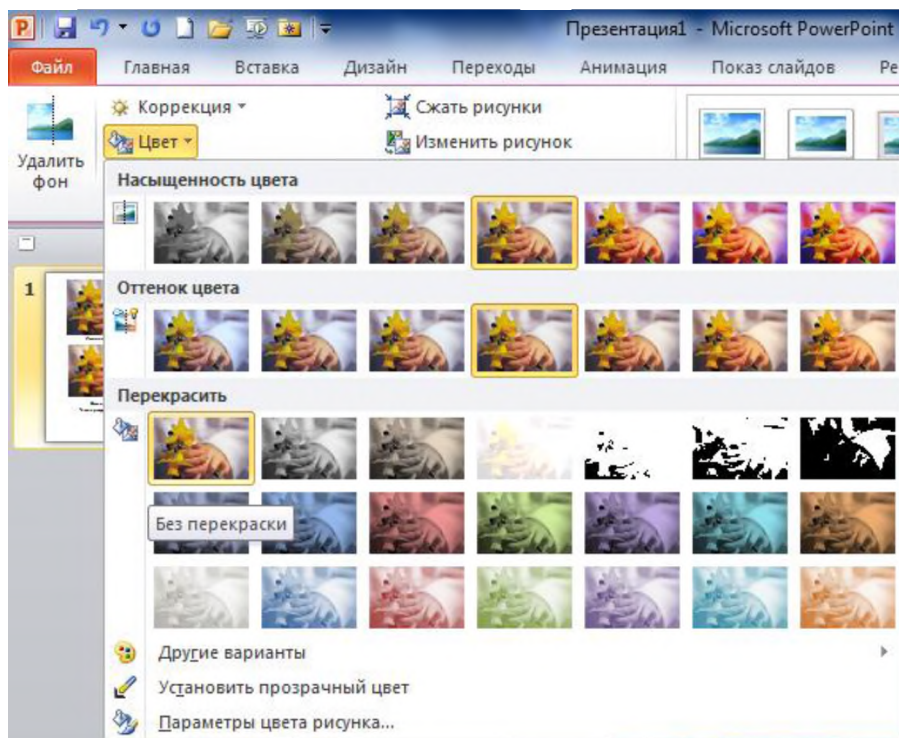 Презентация1 - Microsoft PowerPoint
Файл Главная Вставка Дизайн Переходы Анимация Показ слайдов Ре
Коррекция Сжать рисунки
Цвет Изменить рисунок
Удалить
фон
Насыщенность цвета
1
Оттенок цвета
Перекрасить
Без перекраски
Другие варианты
Установить прозрачный цвет
Параметры цвета рисунка...